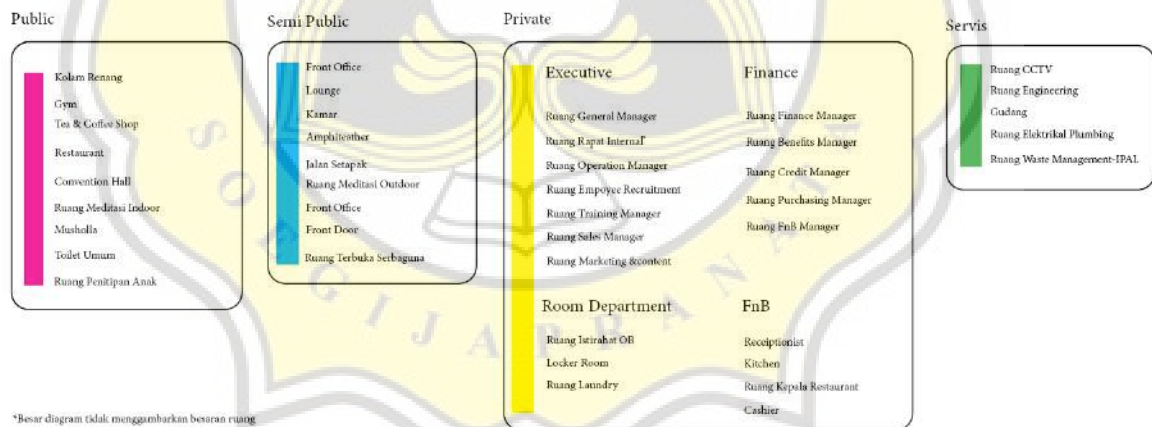 Public
Kolam Renang
Gym
Tea & Coffee Shop
Restaurant
Convention Hall
Ruang Meditasi Indoor
Musholla
Toilet Umum
Ruang Penitipan Anak
Semi Public
Front Office
Lounge
Kamar
Amphiteather
Jalan Setapak
Ruang Meditasi Outdoor
Front Office
Front Door
Ruang Terbuka Serbaguna
Private
Executive
Ruang General Manager
Ruang Rapat Internal
Ruang Operation Manager
Ruang Empoyee Recruitment
Ruang Training Manager
Ruang Sales Manager
Ruang Marketing &content
Finance
Ruang Finance Manager
Ruang Benefits Manager
Ruang Credit Manager
Ruang Purchasing Manager
Ruang FnB Manager
Room Department
Ruang Istirahat OB
Locker Room
Ruang Laundry
FnB
Receiptionist
Kitchen
Ruang Kepala Restaurant
Cashier
Servis
Ruang CCTV
Ruang Engineering
Gudang
Ruang Elektrikal Plumbing
Ruang Waste Management-IPAL
*Besar diagram tidak menggambarkan besaran ruang
SOEGIJAPRANATA